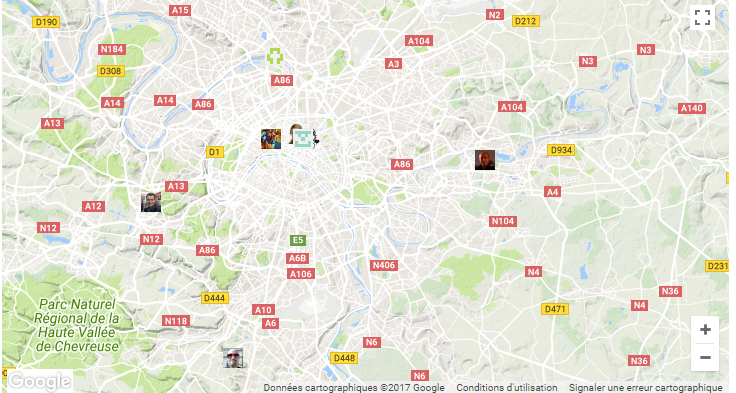 A15
N2
D190
D212
A104
N184
N3
A3
N3
D308
A86
A14
A14
A86
A104
A140
A13
D1
D934
A86
A13
A4
A12
N104
N12
N12
E5
A86
A6B
N406
D231
A106
N4
D444
N36
Parc Naturel
Régional de la
Haute Vallée
de Chevreuse
A10
D471
N4
N118
A6
N6
D448
N36
N6
Google
Données cartographiques ©2017 Google
Conditions d'utilisation
Signaler une erreur cartographique